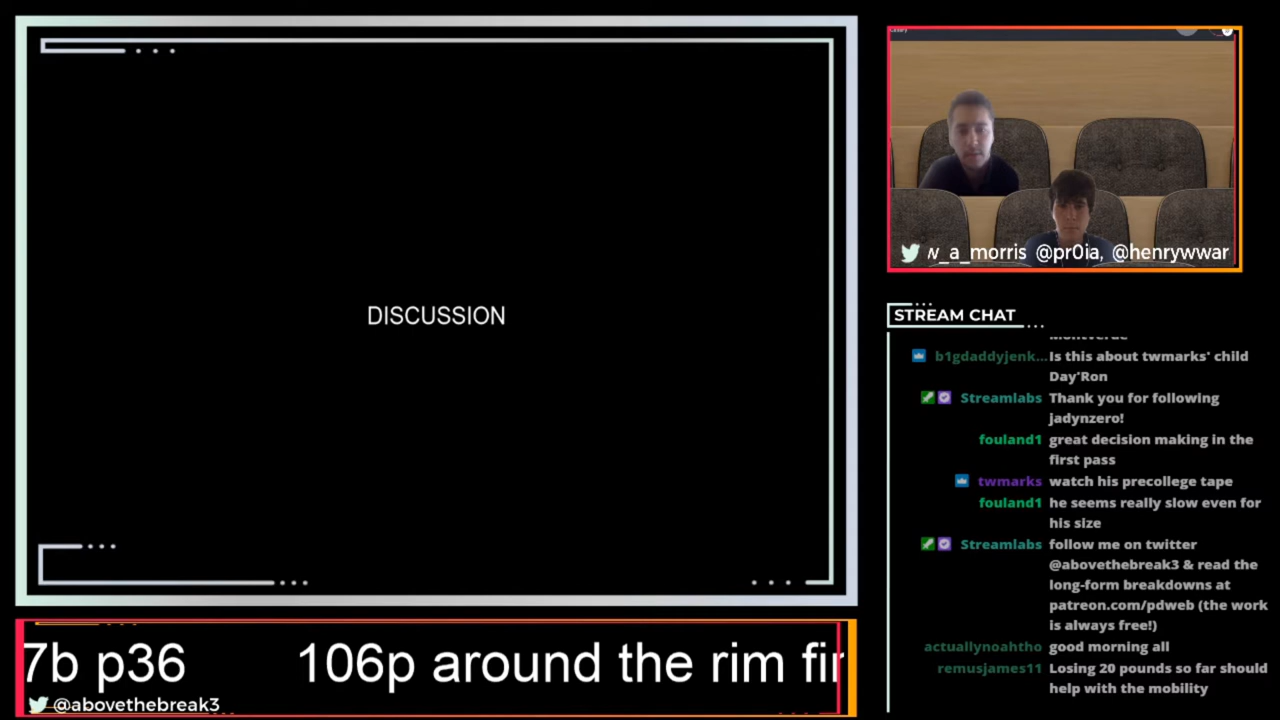 DISCUSSION
7b p36 106p around the rim fir
@abovethebreak3
w_a_morris @pr0ia, @henrywwar
STREAM CHAT
b1gdaddyjenk... Is this about twmarks' child
Day'Ron
Streamlabs Thank you for following
jadynzero!
fouland1 great decision making in the
first pass
twmarks watch his precollege tape
fouland1 he seems really slow even for
his size
Streamlabs follow me on twitter
@abovethebreak3 & read the
long-form breakdowns at
patreon.com/pdweb (the work
is always free!)
actuallynoahtho good morning all
remusjames11 Losing 20 pounds so far should
help with the mobility